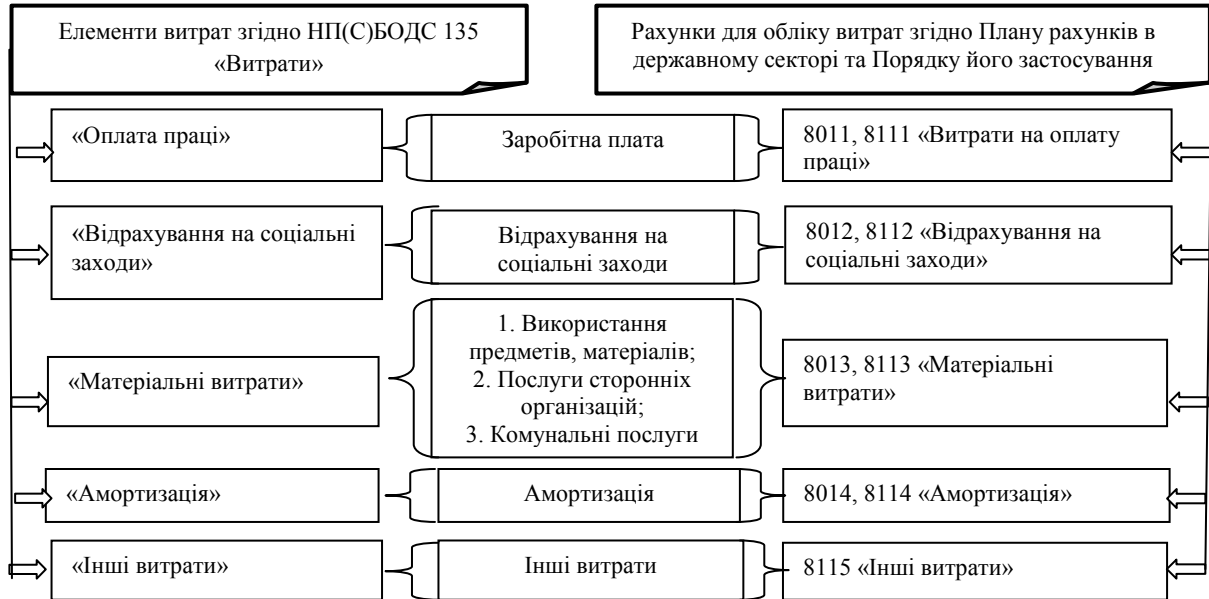 Елементи витрат згідно НП(С)БОДС 135
«Витрати»
Рахунки для обліку витрат згідно Плану рахунків в
державному секторі та Порядку його застосування
«Оплата праці»
Заробітна плата
8011, 8111 «Витрати на оплату
праці»
«Відрахування на соціальні
заходи»
Відрахування на
соціальні заходи
8012, 8112 «Відрахування на
соціальні заходи»
«Матеріальні витрати»
1. Використання
предметів, матеріалів;
2. Послуги сторонніх
організацій;
3. Комунальні послуги
8013, 8113 «Матеріальні
витрати»
«Амортизація»
Амортизація
8014, 8114 «Амортизація»
«Інші витрати»
Інші витрати
8115 «Інші витрати»